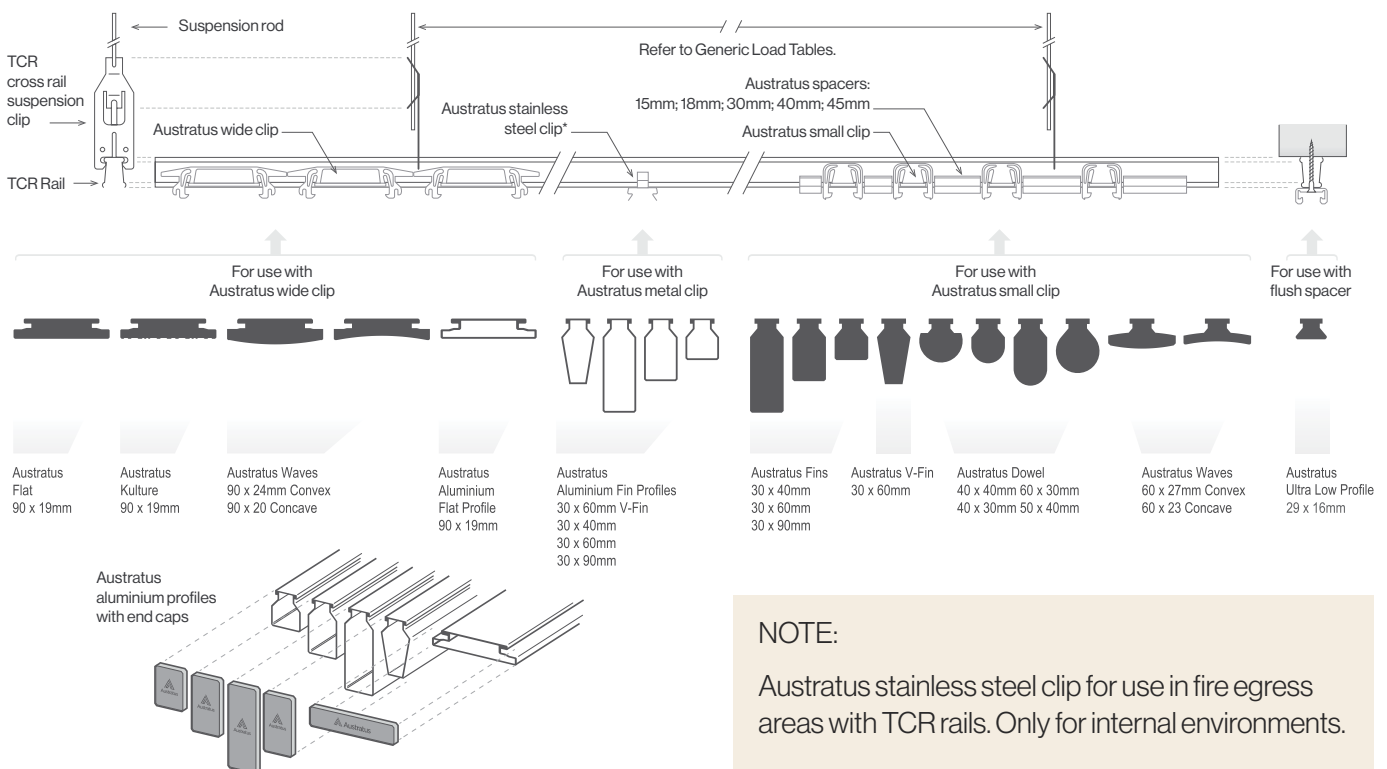 Suspension rod
TCR
cross rail
suspension
clip
TCR Rail
Refer to Generic Load Tables.
Austratus wide clip
Austratus stainless
steel clip*
Austratus spacers:
15mm; 18mm; 30mm; 40mm; 45mm
Austratus small clip
For use with
Austratus wide clip
For use with
Austratus metal clip
For use with
Austratus small clip
For use with
flush spacer
Austratus
Flat
90 x 19mm
Austratus
Kulture
90 x 19mm
Austratus Waves
90 x 24mm Convex
90 x 20 Concave
Austratus
Aluminium
Flat Profile
90 x 19mm
Austratus
Aluminium Fin Profiles
30 x 60mm V-Fin
30 x 40mm
30 x 60mm
30 x 90mm
Austratus Fins
30 x 40mm
30 x 60mm
30 x 90mm
Austratus V-Fin
30 x 60mm
Austratus Dowel
40 x 40mm 60 x 30mm
40 x 30mm 50 x 40mm
Austratus Waves
60 x 27mm Convex
60 x 23 Concave
Austratus
Ultra Low Profile
29 x 16mm
Austratus
aluminium profiles
with end caps
Austratus
Austratus
Austratus
Austratus
Austratus
NOTE:
Austratus stainless steel clip for use in fire egress
areas with TCR rails. Only for internal environments.